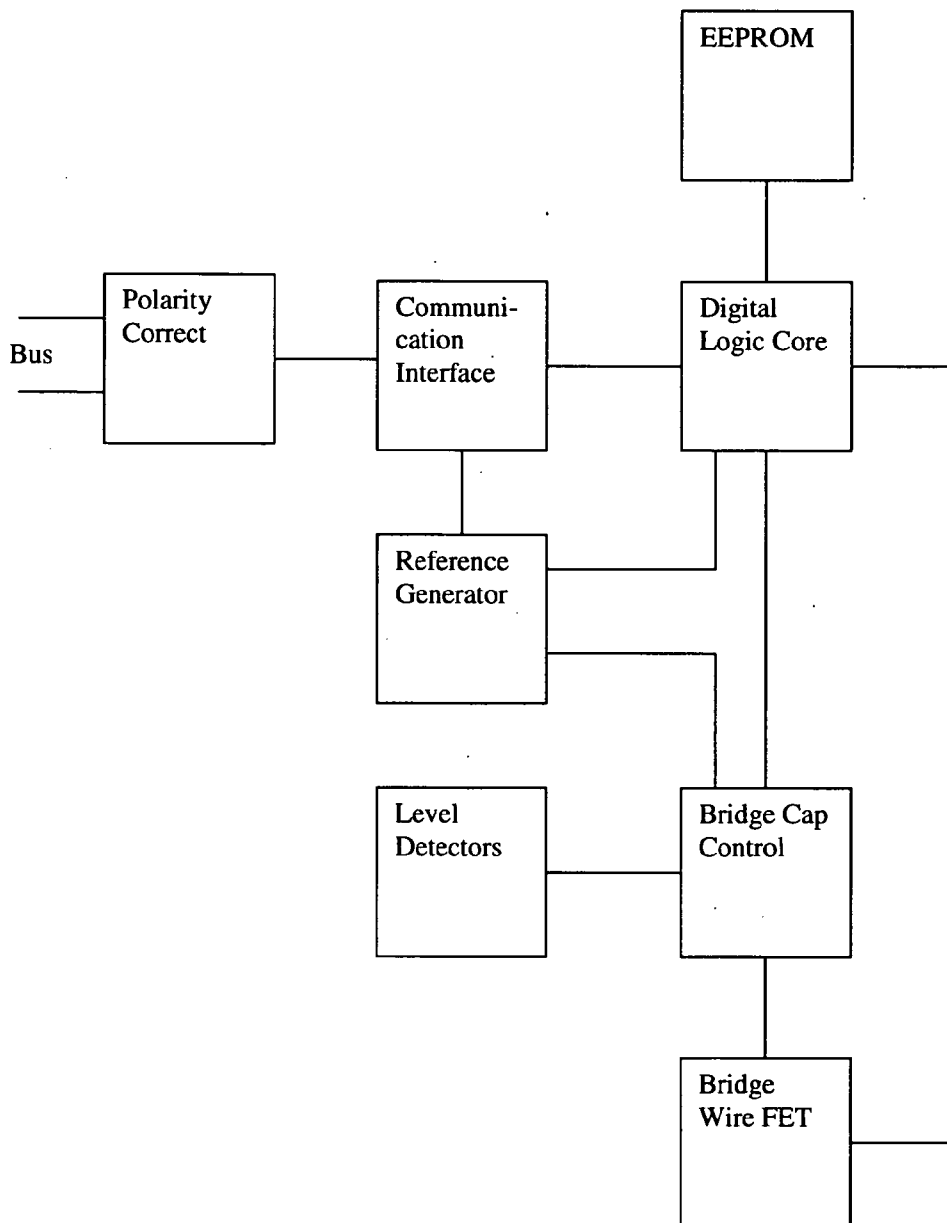 EEPROM
Polarity
Correct
Communi-
cation
Interface
Digital
Logic Core
Bus
Reference
Generator
Level
Detectors
Bridge Cap
Control
Bridge
Wire FET